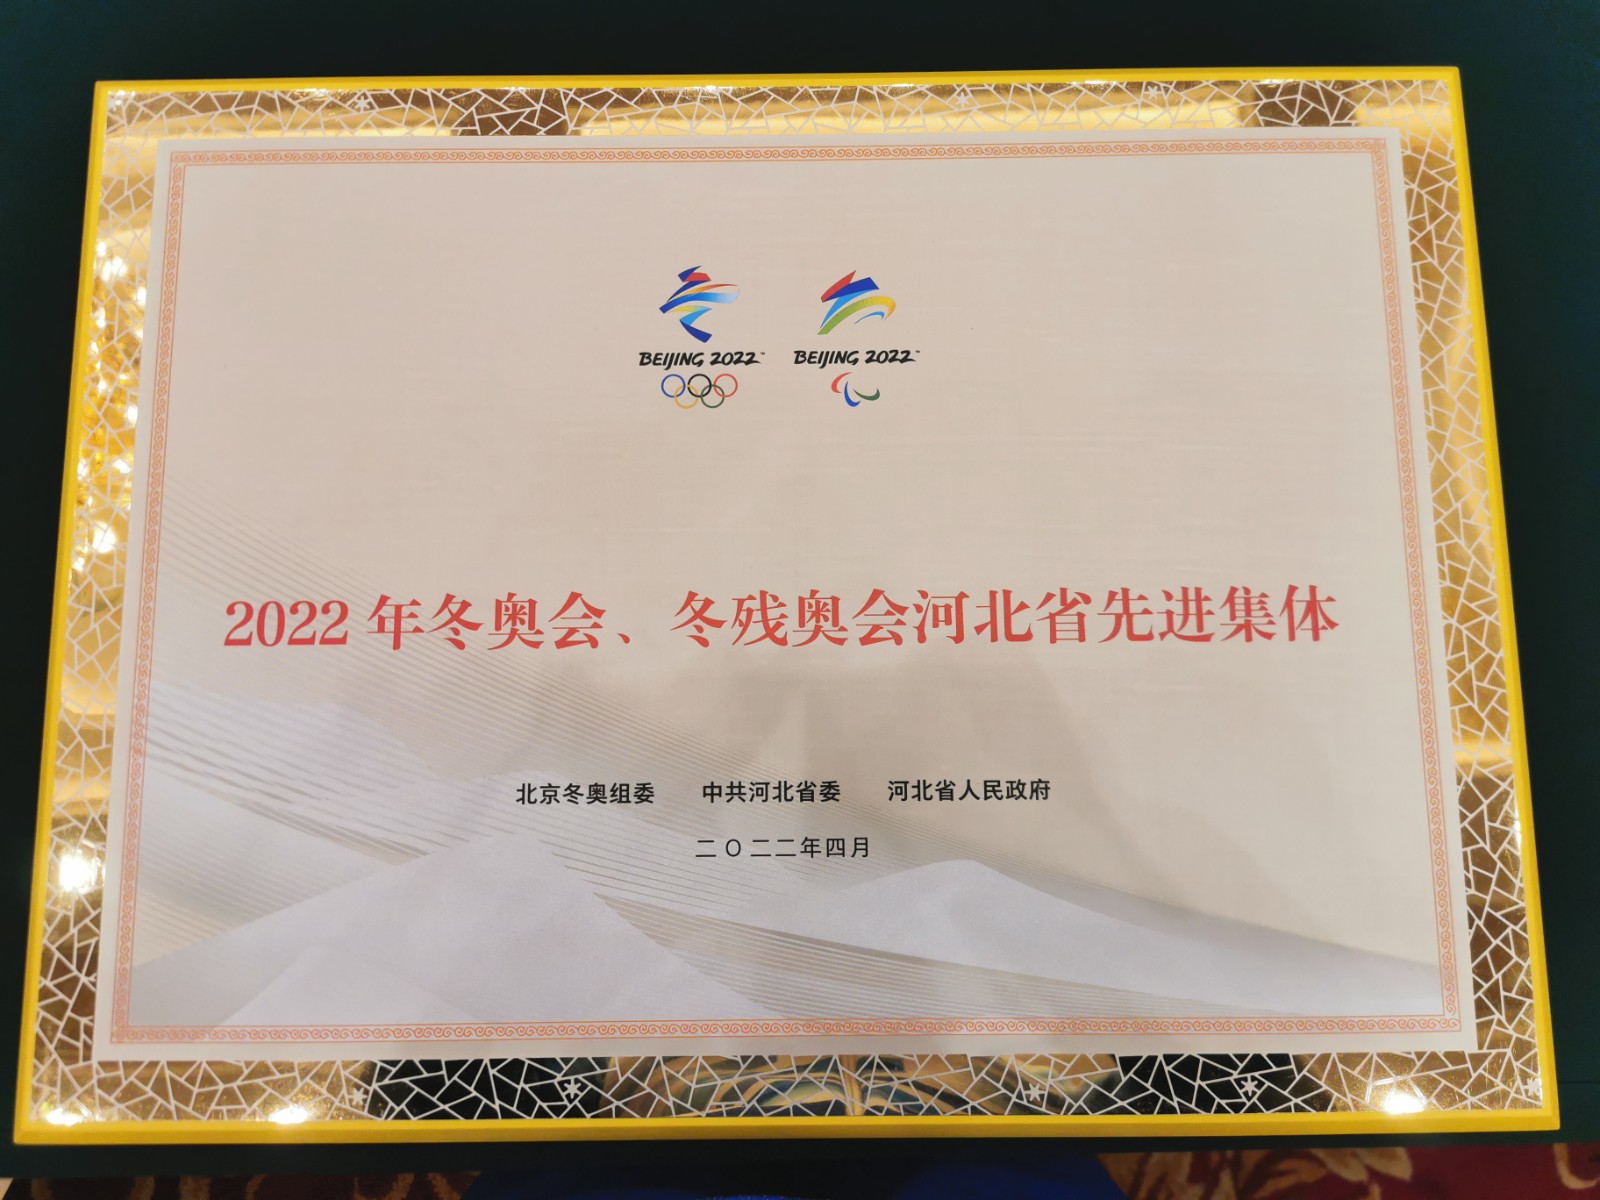 BEIJING 2022™ BEIJING 2022™
2022 年冬奥会、冬残奥会河北省先进集体
北京冬奥组委 中共河北省委 河北省人民政府
二〇二二年四月